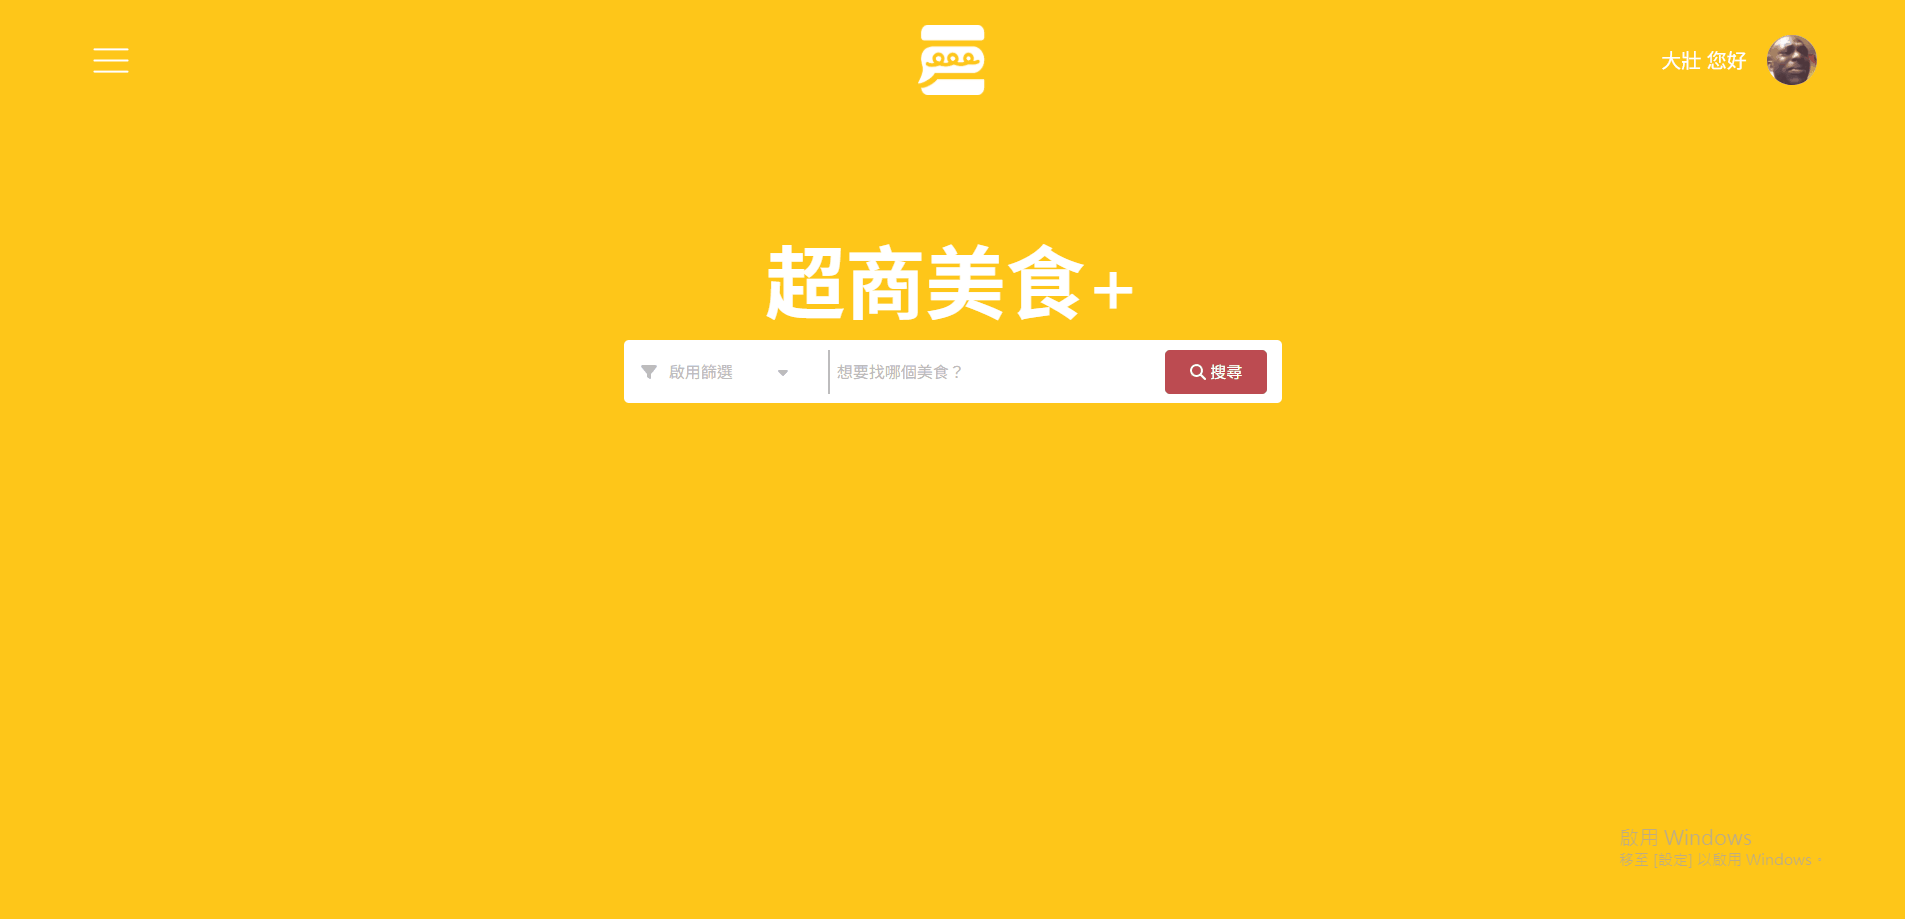 大壯 您好
超商美食+
啟用篩選
想要找哪個美食？
搜尋
啟用 Windows
移至 [設定] 以啟用 Windows。